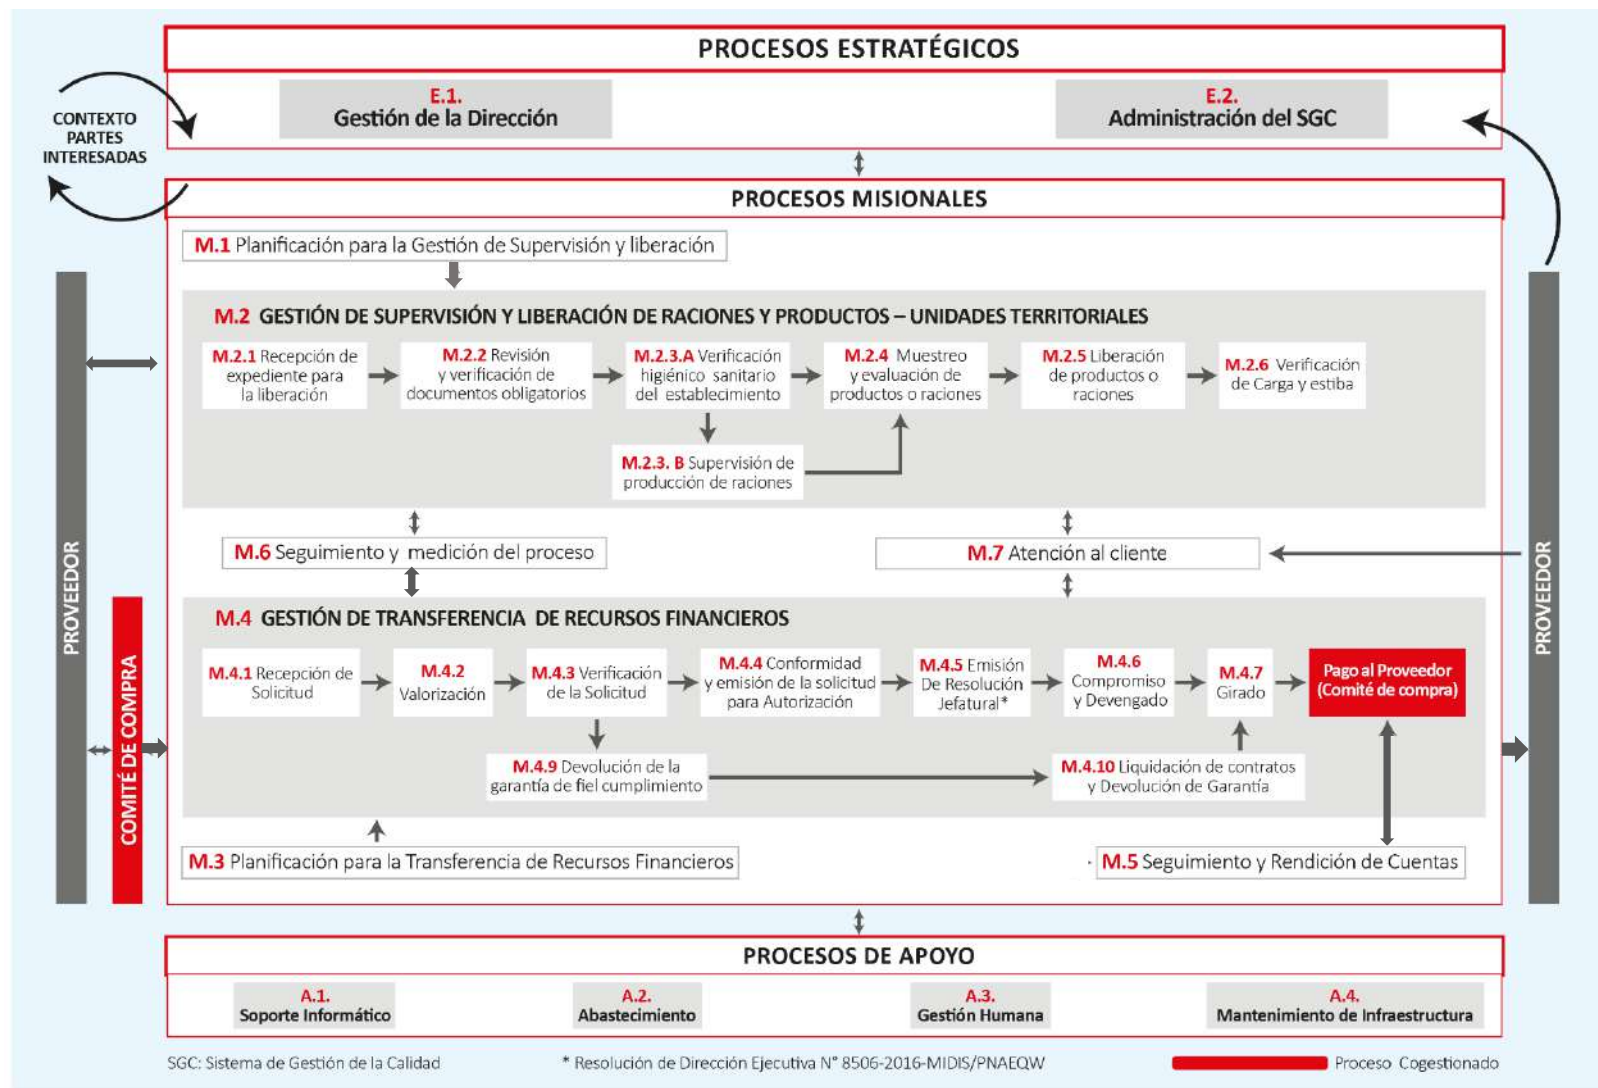 PROCESOS ESTRATÉGICOS
E.1.
Gestión de la Dirección
E.2.
Administración del SGC
CONTEXTO
PARTES
INTERESADAS
PROCESOS MISIONALES
M.1 Planificación para la Gestión de Supervisión y liberación
M.2 GESTIÓN DE SUPERVISIÓN Y LIBERACIÓN DE RACIONES Y PRODUCTOS – UNIDADES TERRITORIALES
M.2.1 Recepción de
expediente para
la liberación
M.2.2 Revisión
y verificación de
documentos obligatorios
M.2.3.A Verificación
higiénico sanitario
del establecimiento
M.2.4 Muestreo
y evaluación de
productos o raciones
M.2.5 Liberación
de productos o
raciones
M.2.6 Verificación
de Carga y estiba
M.2.3. B Supervisión de
producción de raciones
M.6 Seguimiento y medición del proceso
M.7 Atención al cliente
PROVEEDOR
COMITÉ DE COMPRA
PROVEEDOR
M.4 GESTIÓN DE TRANSFERENCIA DE RECURSOS FINANCIEROS
M.4.1 Recepción de
Solicitud
M.4.2
Valorización
M.4.3 Verificación
de la Solicitud
M.4.4 Conformidad
y emisión de la solicitud
para Autorización
M.4.5 Emisión
De Resolución
Jefatural*
M.4.6
Compromiso
y Devengado
M.4.7
Girado
Pago al Proveedor
(Comité de compra)
M.4.9 Devolución de la
garantía de fiel cumplimiento
M.4.10 Liquidación de contratos
y Devolución de Garantía
M.3 Planificación para la Transferencia de Recursos Financieros
M.5 Seguimiento y Rendición de Cuentas
PROCESOS DE APOYO
A.1.
Soporte Informático
A.2.
Abastecimiento
A.3.
Gestión Humana
A.4.
Mantenimiento de Infraestructura
SGC: Sistema de Gestión de la Calidad
* Resolución de Dirección Ejecutiva N° 8506-2016-MIDIS/PNAEQW
Proceso Cogestionado